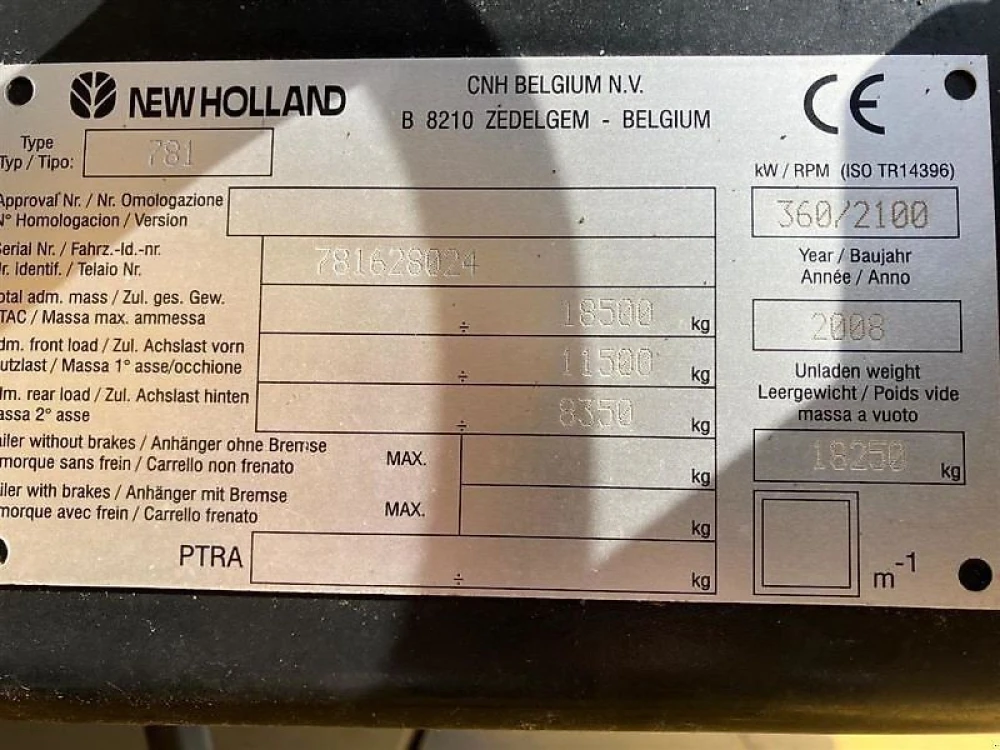 NEW HOLLAND
CNH BELGIUM N.V.
B 8210 ZEDELGEM - BELGIUM
CE
Type
Typ / Tipo:
781
kW / RPM (ISO TR14396)
360/2100
Approval Nr. / Nr. Omologazione
N° Homologacion / Version
Serial Nr. / Fahrz.-Id.-nr.
Nr. identif. / Telaio Nr.
781628024
Year / Baujahr
Année / Anno
2008
otal adm. mass / Zul. ges. Gew.
TAC / Massa max. ammessa
÷ 18500 kg
dm. front load / Zul. Achslast vorn
utzlast / Massa 1° asse/occhione
÷ 11500 kg
dm. rear load / Zul. Achslast hinten
assa 2° asse
÷ 8350 kg
Unladen weight
Leergewicht / Poids vide
massa a vuoto
18250 kg
ailer without brakes / Anhänger ohne Bremse
morque sans frein / Carrello non frenato
MAX. kg
ailer with brakes / Anhänger mit Bremse
morque avec frein / Carrello frenato
MAX. kg
PTRA ÷ kg
m-1